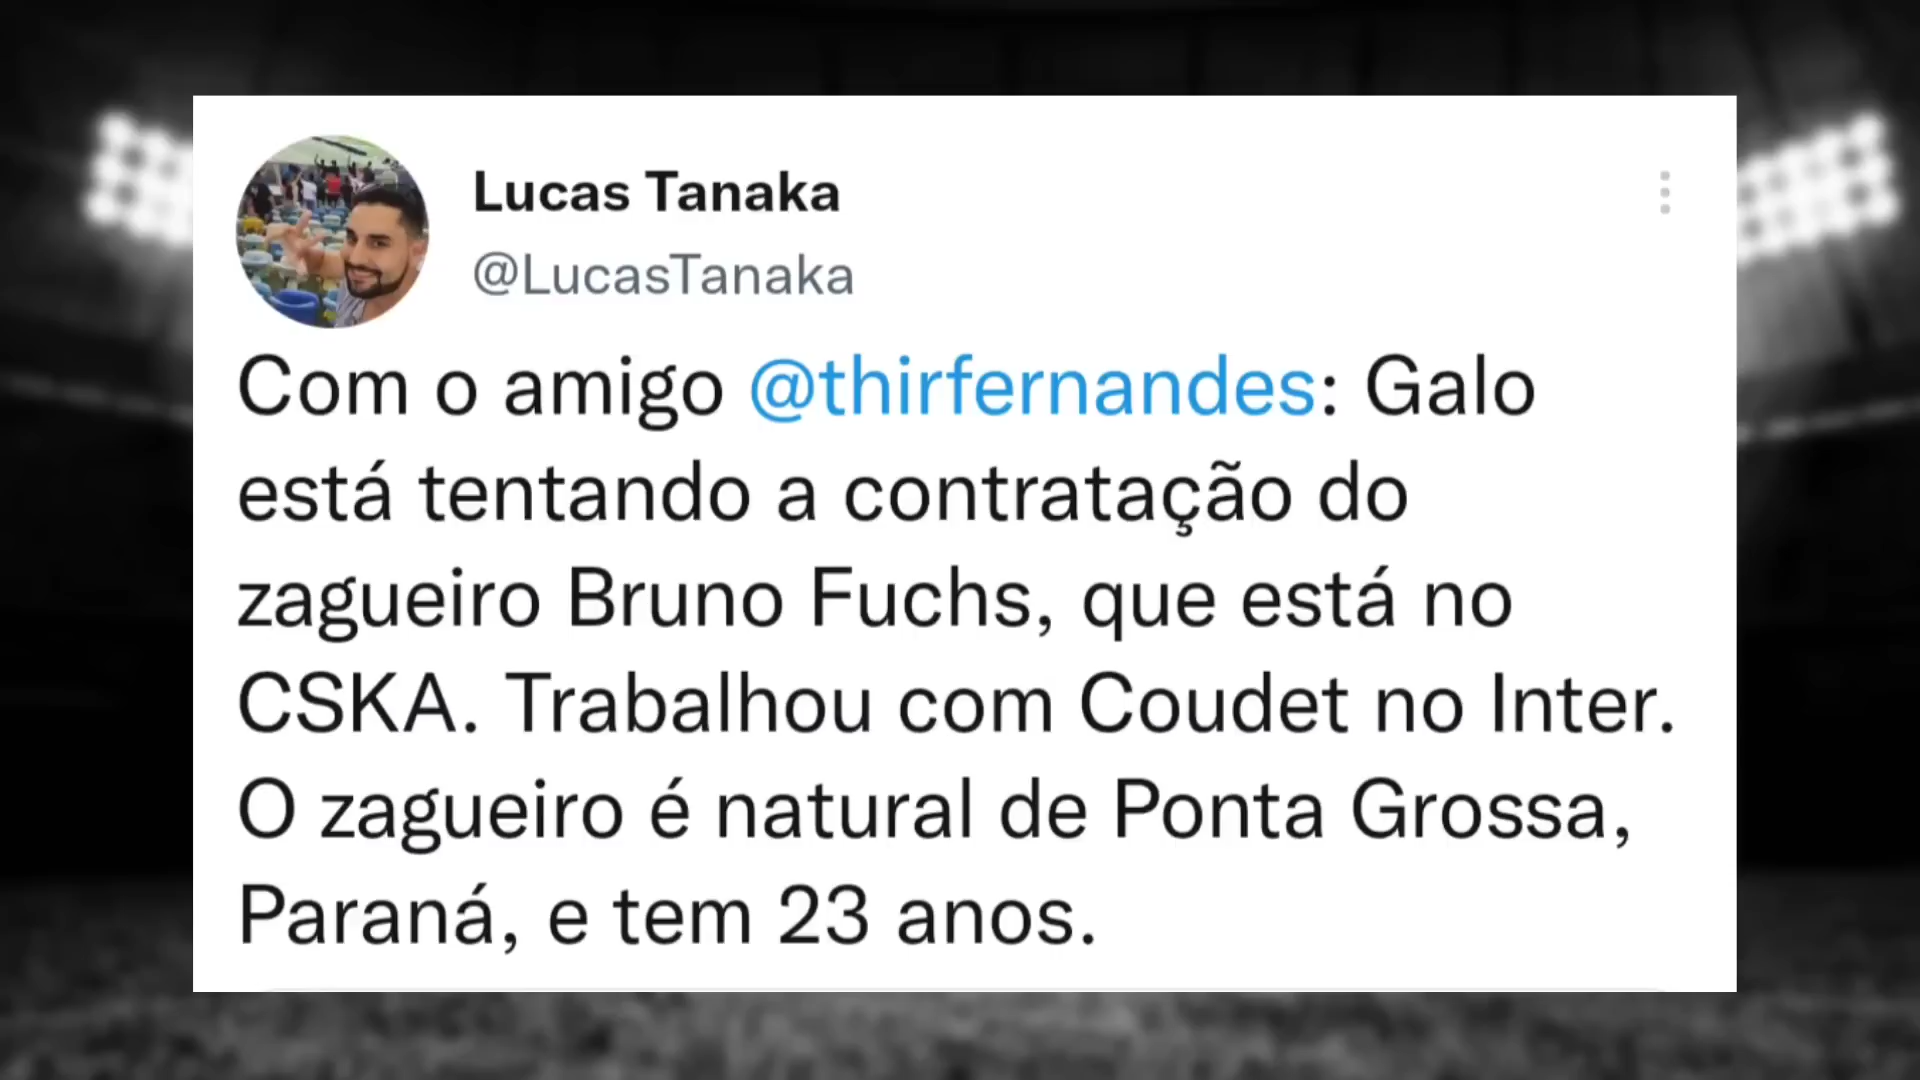 Lucas Tanaka
@LucasTanaka
Com o amigo @thirfernandes: Galo
está tentando a contratação do
zagueiro Bruno Fuchs, que está no
CSKA. Trabalhou com Coudet no Inter.
O zagueiro é natural de Ponta Grossa,
Paraná, e tem 23 anos.